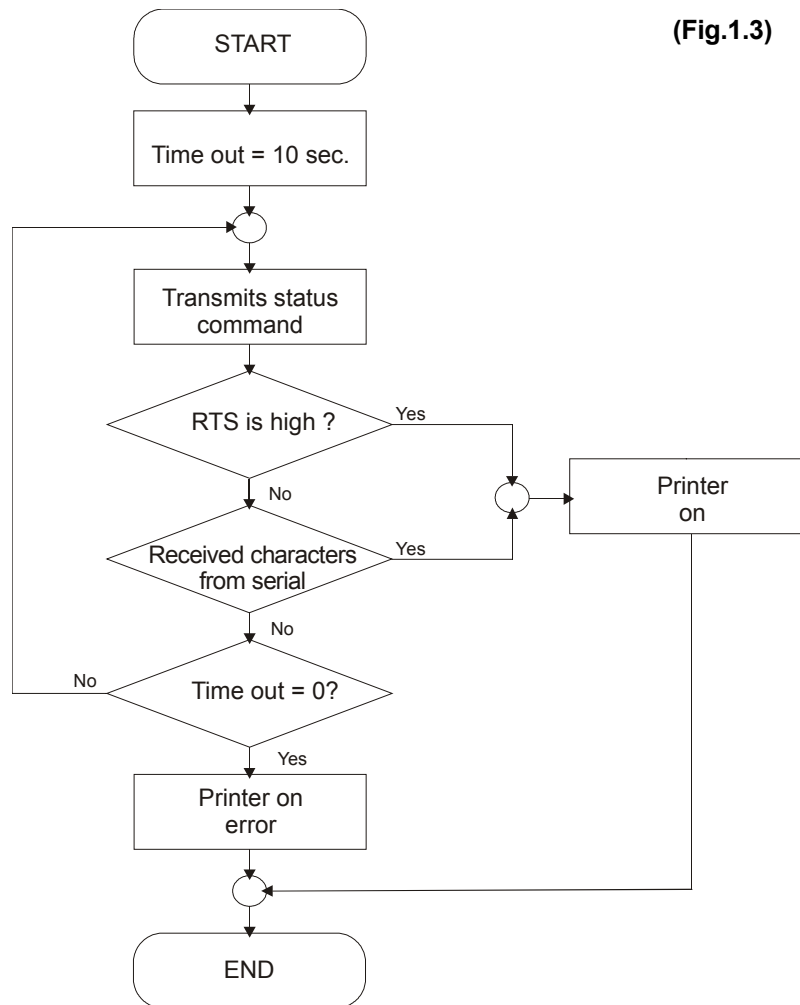 (Fig.1.3)
START
Time out = 10 sec.
Transmits status
command
RTS is high ?
Yes
No
Printer
on
Received characters
from serial
Yes
No
Time out = 0?
No
Yes
Printer on
error
END